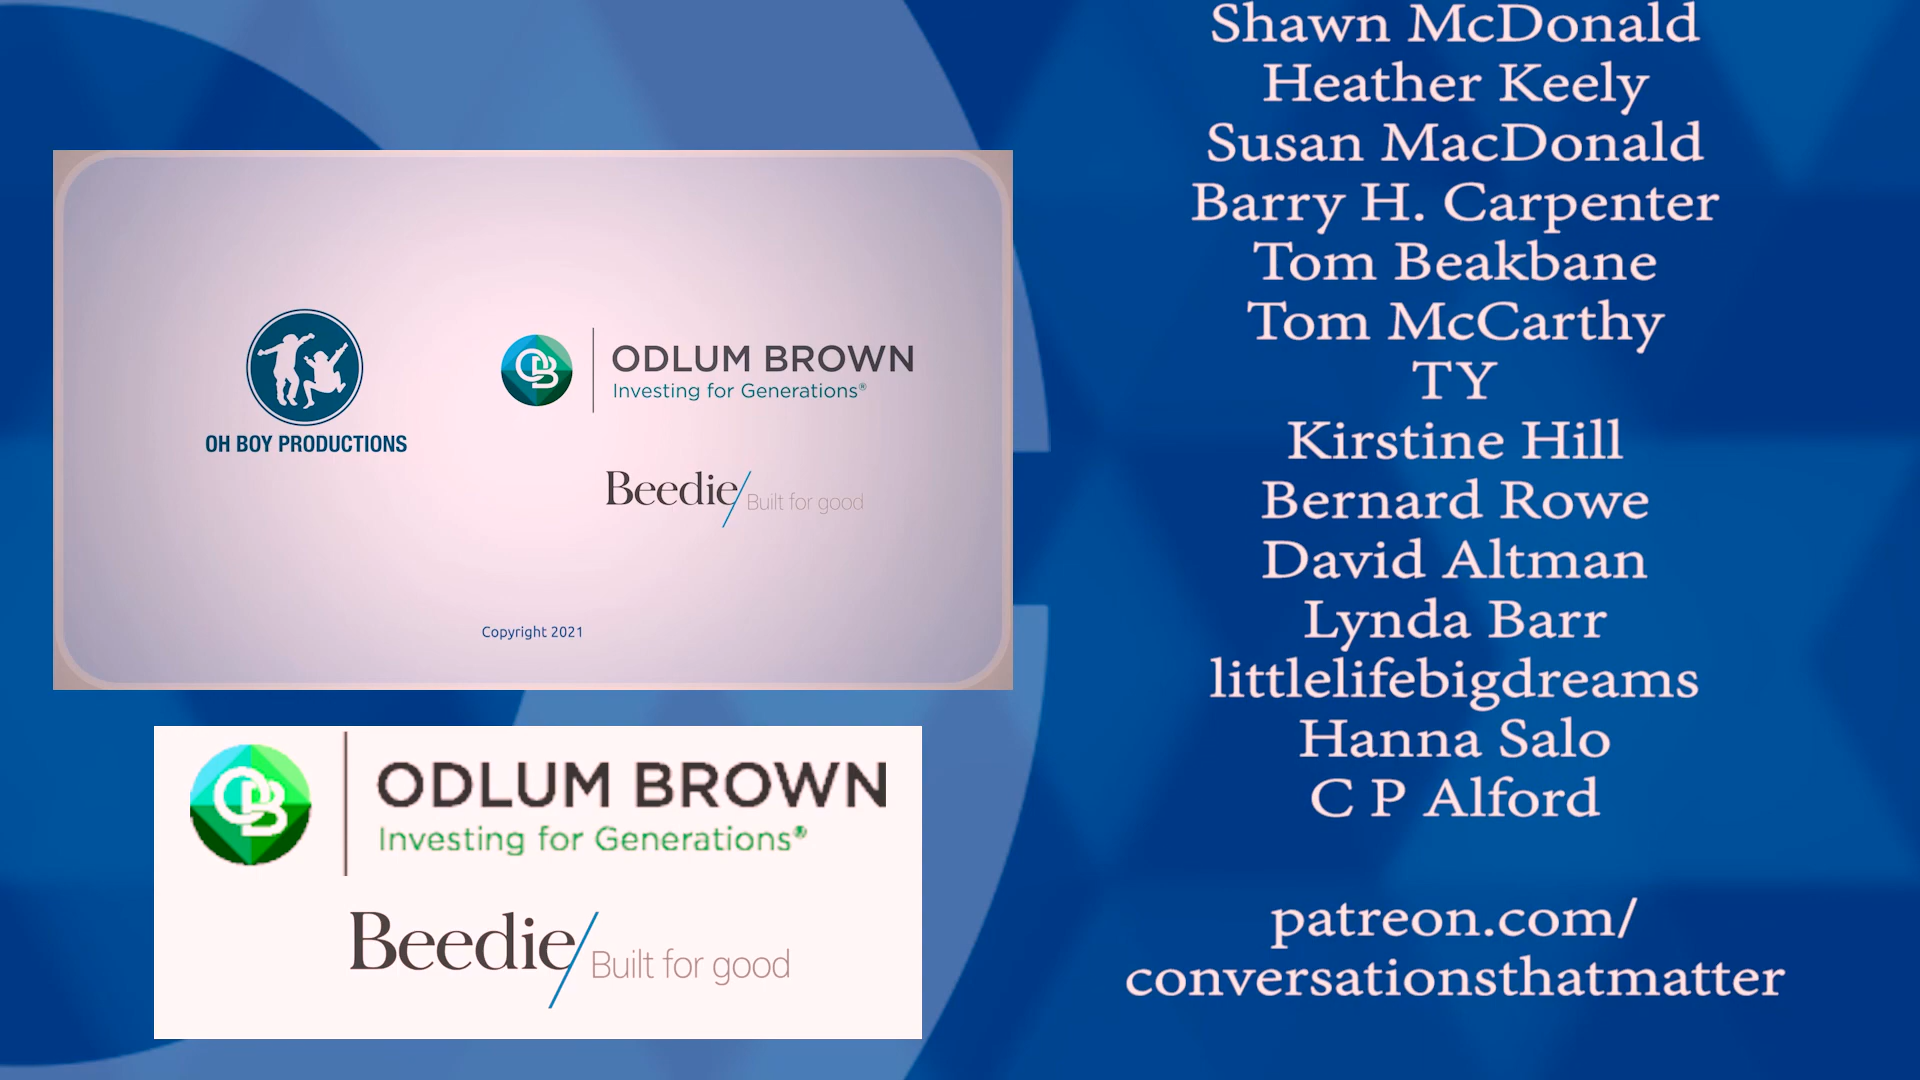 OB
OH BOY PRODUCTIONS
ODLUM BROWN
Investing for Generations®
Beedie/ Built for good
Copyright 2021
OB
ODLUM BROWN
Investing for Generations®
Beedie/ Built for good
Shawn McDonald
Heather Keely
Susan MacDonald
Barry H. Carpenter
Tom Beakbane
Tom McCarthy
TY
Kirstine Hill
Bernard Rowe
David Altman
Lynda Barr
littlelifebigdreams
Hanna Salo
C P Alford
patreon.com/
conversationsthatmatter